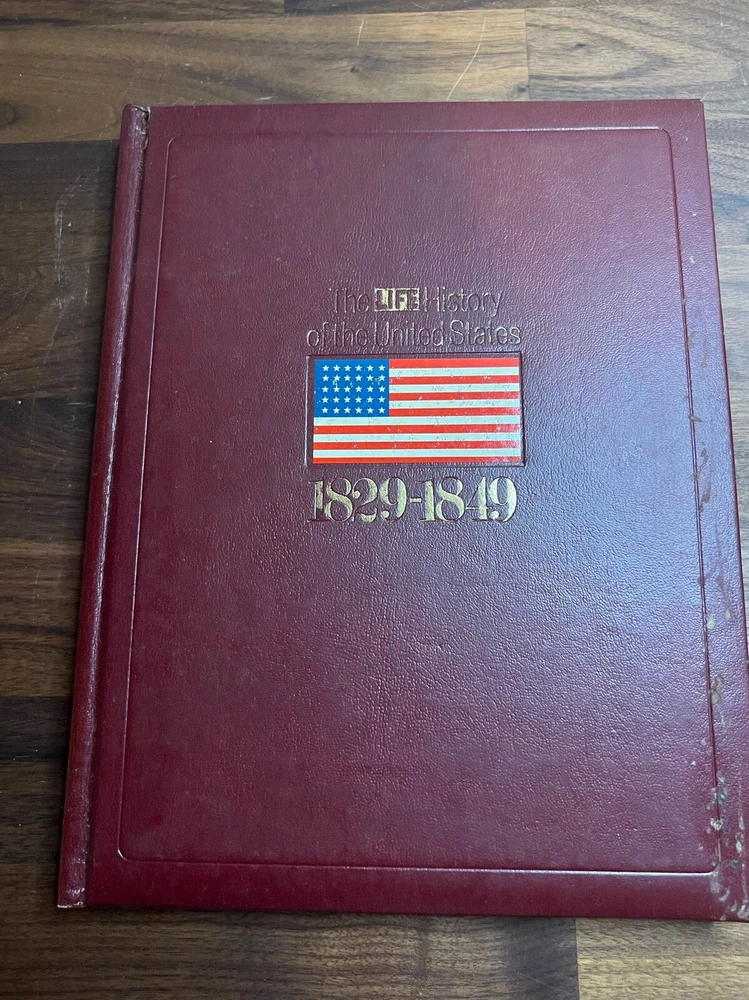 The LIFE History
of the United States
1829-1849